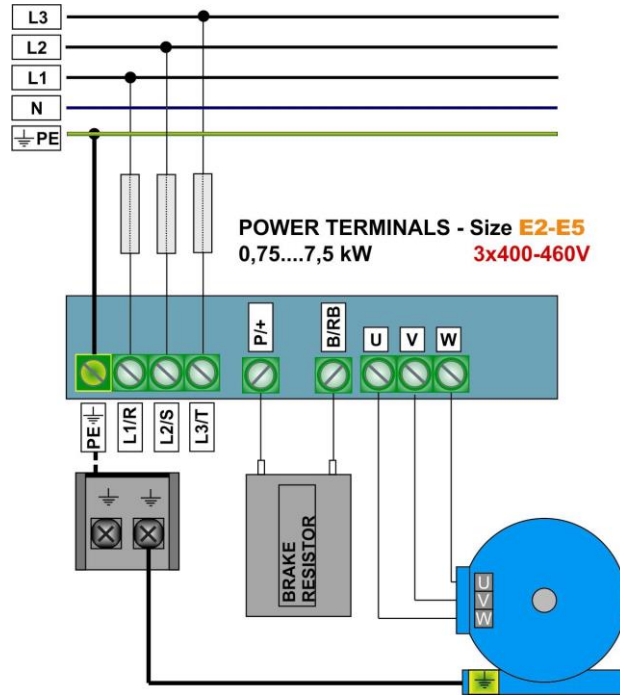 L3
L2
L1
N
⏚ PE
POWER TERMINALS - Size E2-E5
0,75....7,5 kW 3x400-460V
P/+
B/RB
U V W
PE⏚
L1/R
L2/S
L3/T
BRAKE
RESISTOR
U
V
W